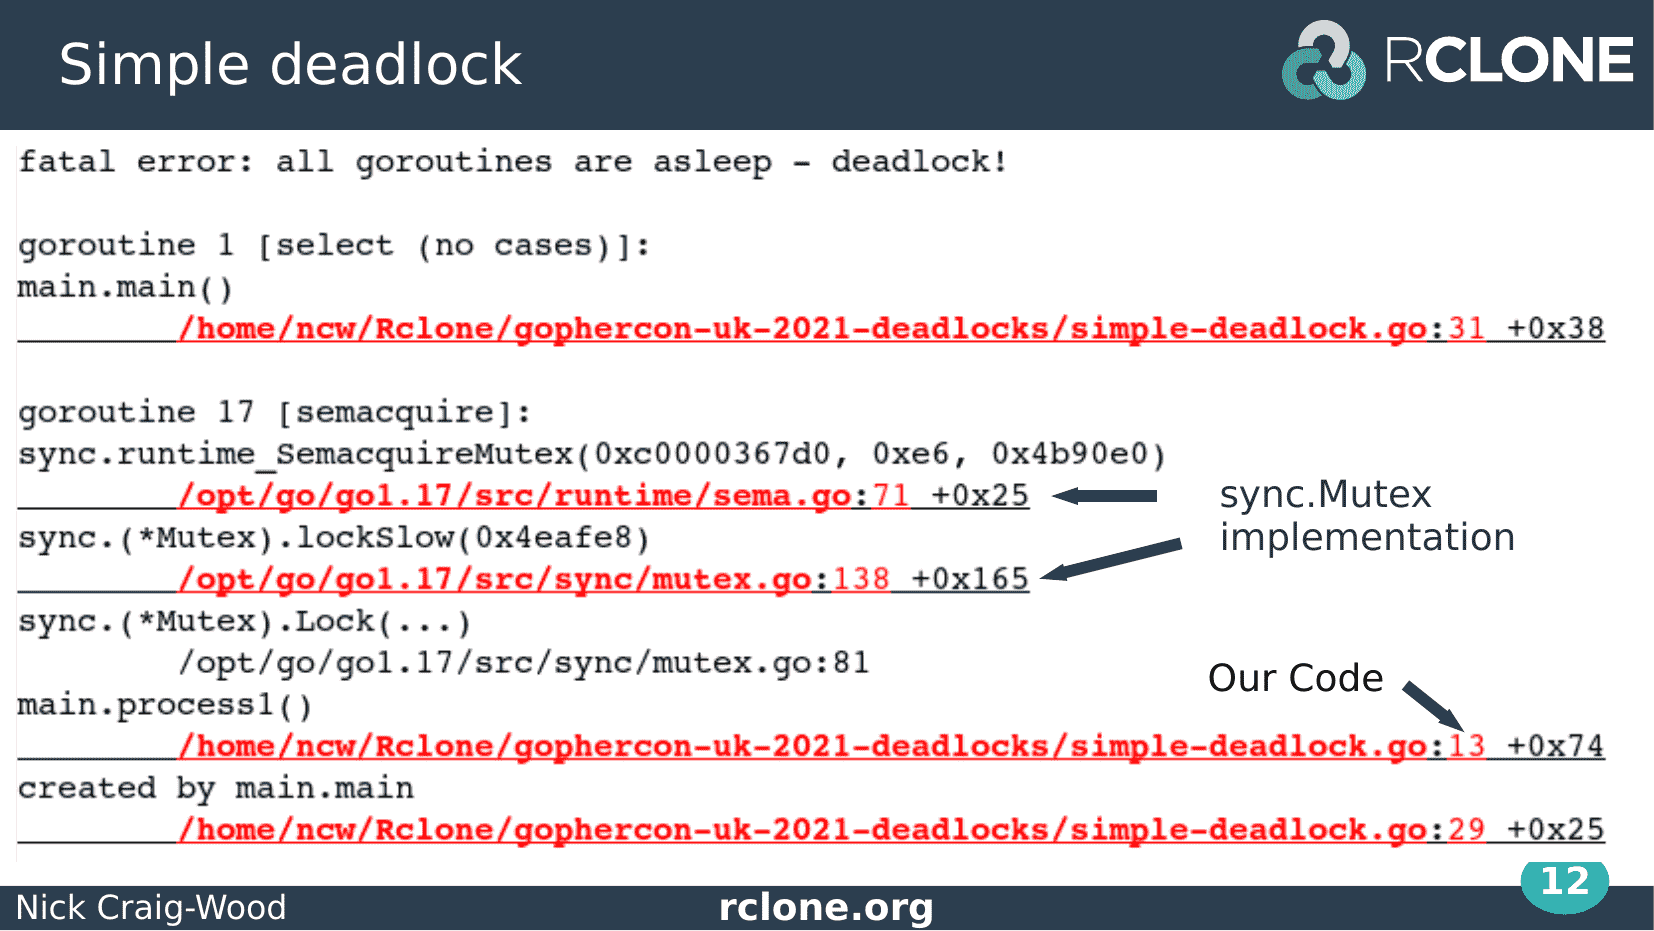 Simple deadlock
RCLONE
fatal error: all goroutines are asleep - deadlock!
goroutine 1 [select (no cases)]:
main.main()
/home/ncw/Rclone/gophercon-uk-2021-deadlocks/simple-deadlock.go:31 +0x38
goroutine 17 [semacquire]:
sync.runtime_SemacquireMutex(0xc0000367d0, 0xe6, 0x4b90e0)
/opt/go/go1.17/src/runtime/sema.go:71 +0x25
sync.Mutex
implementation
sync.(*Mutex).lockSlow(0x4eafe8)
/opt/go/go1.17/src/sync/mutex.go:138 +0x165
sync.(*Mutex).Lock(...)
/opt/go/go1.17/src/sync/mutex.go:81
Our Code
main.process1()
/home/ncw/Rclone/gophercon-uk-2021-deadlocks/simple-deadlock.go:13 +0x74
created by main.main
/home/ncw/Rclone/gophercon-uk-2021-deadlocks/simple-deadlock.go:29 +0x25
Nick Craig-Wood
rclone.org
12